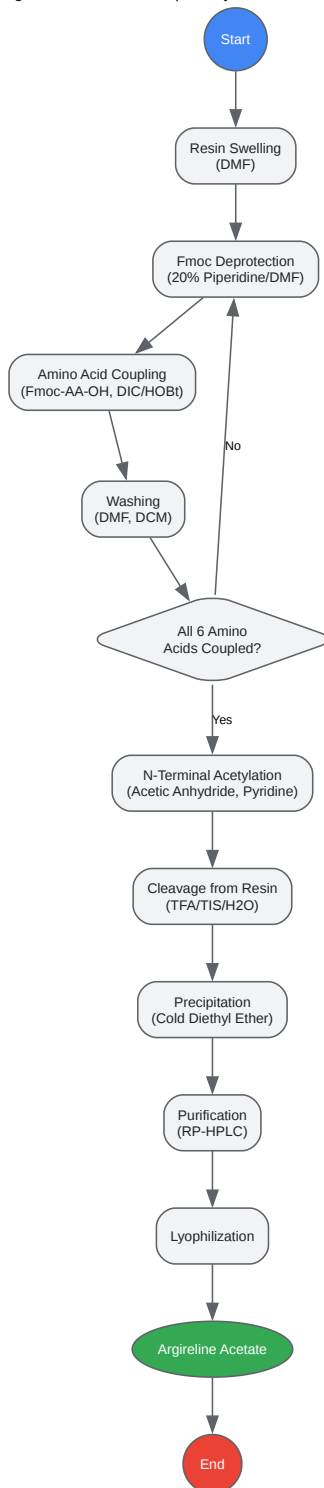 Start
Resin Swelling
(DMF)
Fmoc Deprotection
(20% Piperidine/DMF)
Amino Acid Coupling
(Fmoc-AA-OH, DIC/HOBt)
No
Washing
(DMF, DCM)
All 6 Amino
Acids Coupled?
Yes
N-Terminal Acetylation
(Acetic Anhydride, Pyridine)
Cleavage from Resin
(TFA/TIS/H2O)
Precipitation
(Cold Diethyl Ether)
Purification
(RP-HPLC)
Lyophilization
Argireline Acetate
End